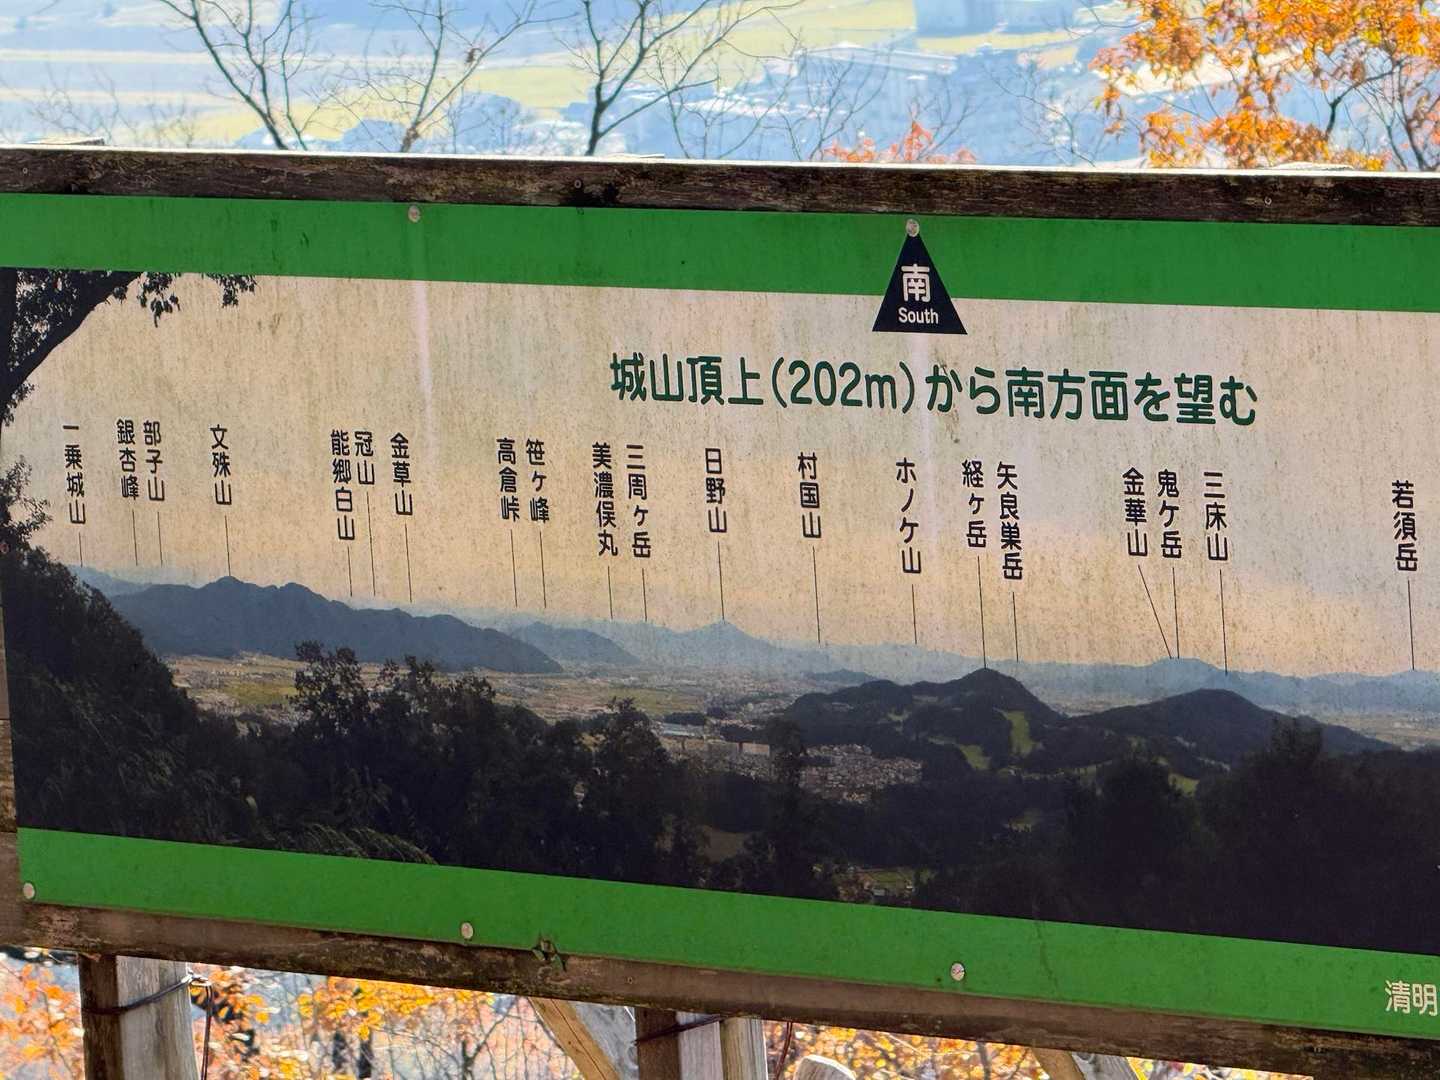 南
South
城山頂上(202m)から南方面を望む
一乗城山
銀杏峰
部子山
文殊山
能郷白山
冠山
金草山
高倉峠
笹ケ峰
美濃俣丸
三周ヶ岳
日野山
村国山
ホノケ山
経ヶ岳
矢良巣岳
金華山
鬼ケ岳
三床山
若須岳
清明